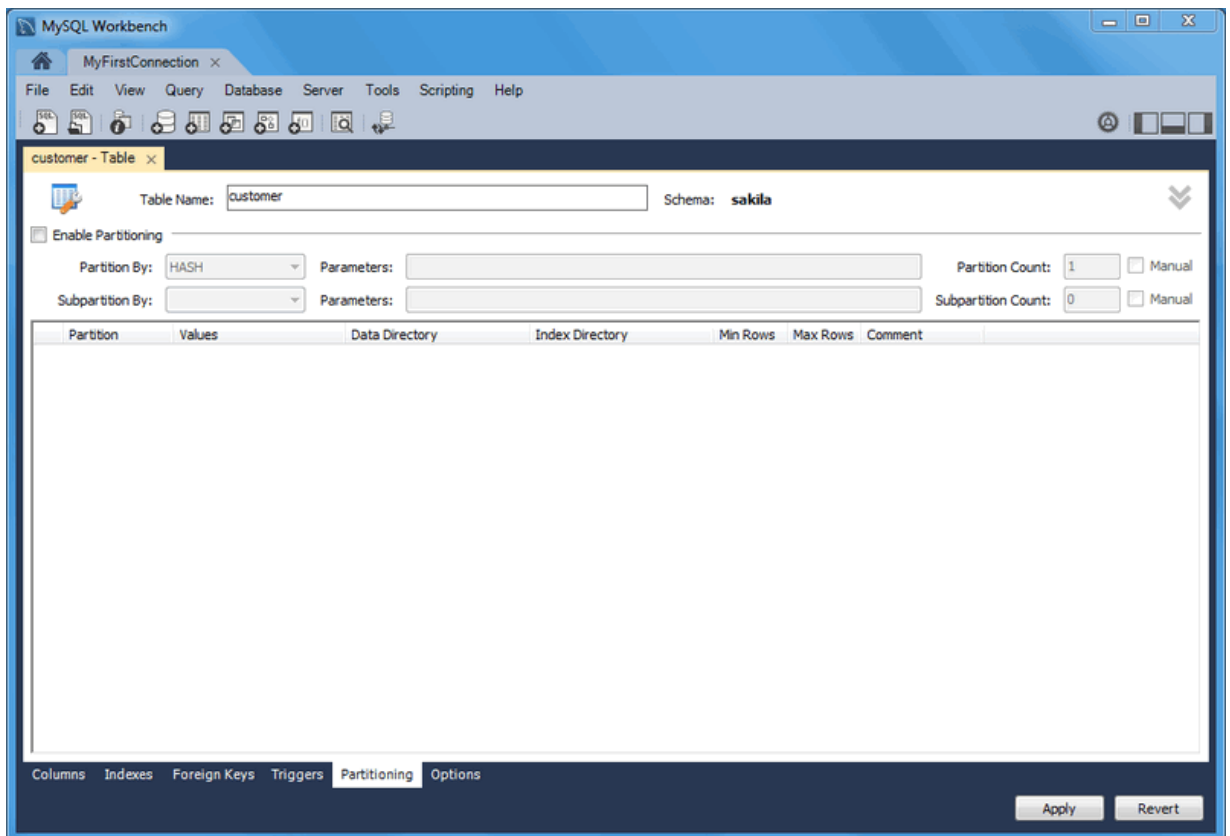 MySQL Workbench
MyFirstConnection
File Edit View Query Database Server Tools Scripting Help
SQL SQL
customer - Table
Table Name: customer Schema: sakila
Enable Partitioning
Partition By: HASH Parameters: Partition Count: 1 Manual
Subpartition By: Parameters: Subpartition Count: 0 Manual
Partition Values Data Directory Index Directory Min Rows Max Rows Comment
Columns Indexes Foreign Keys Triggers Partitioning Options
Apply Revert